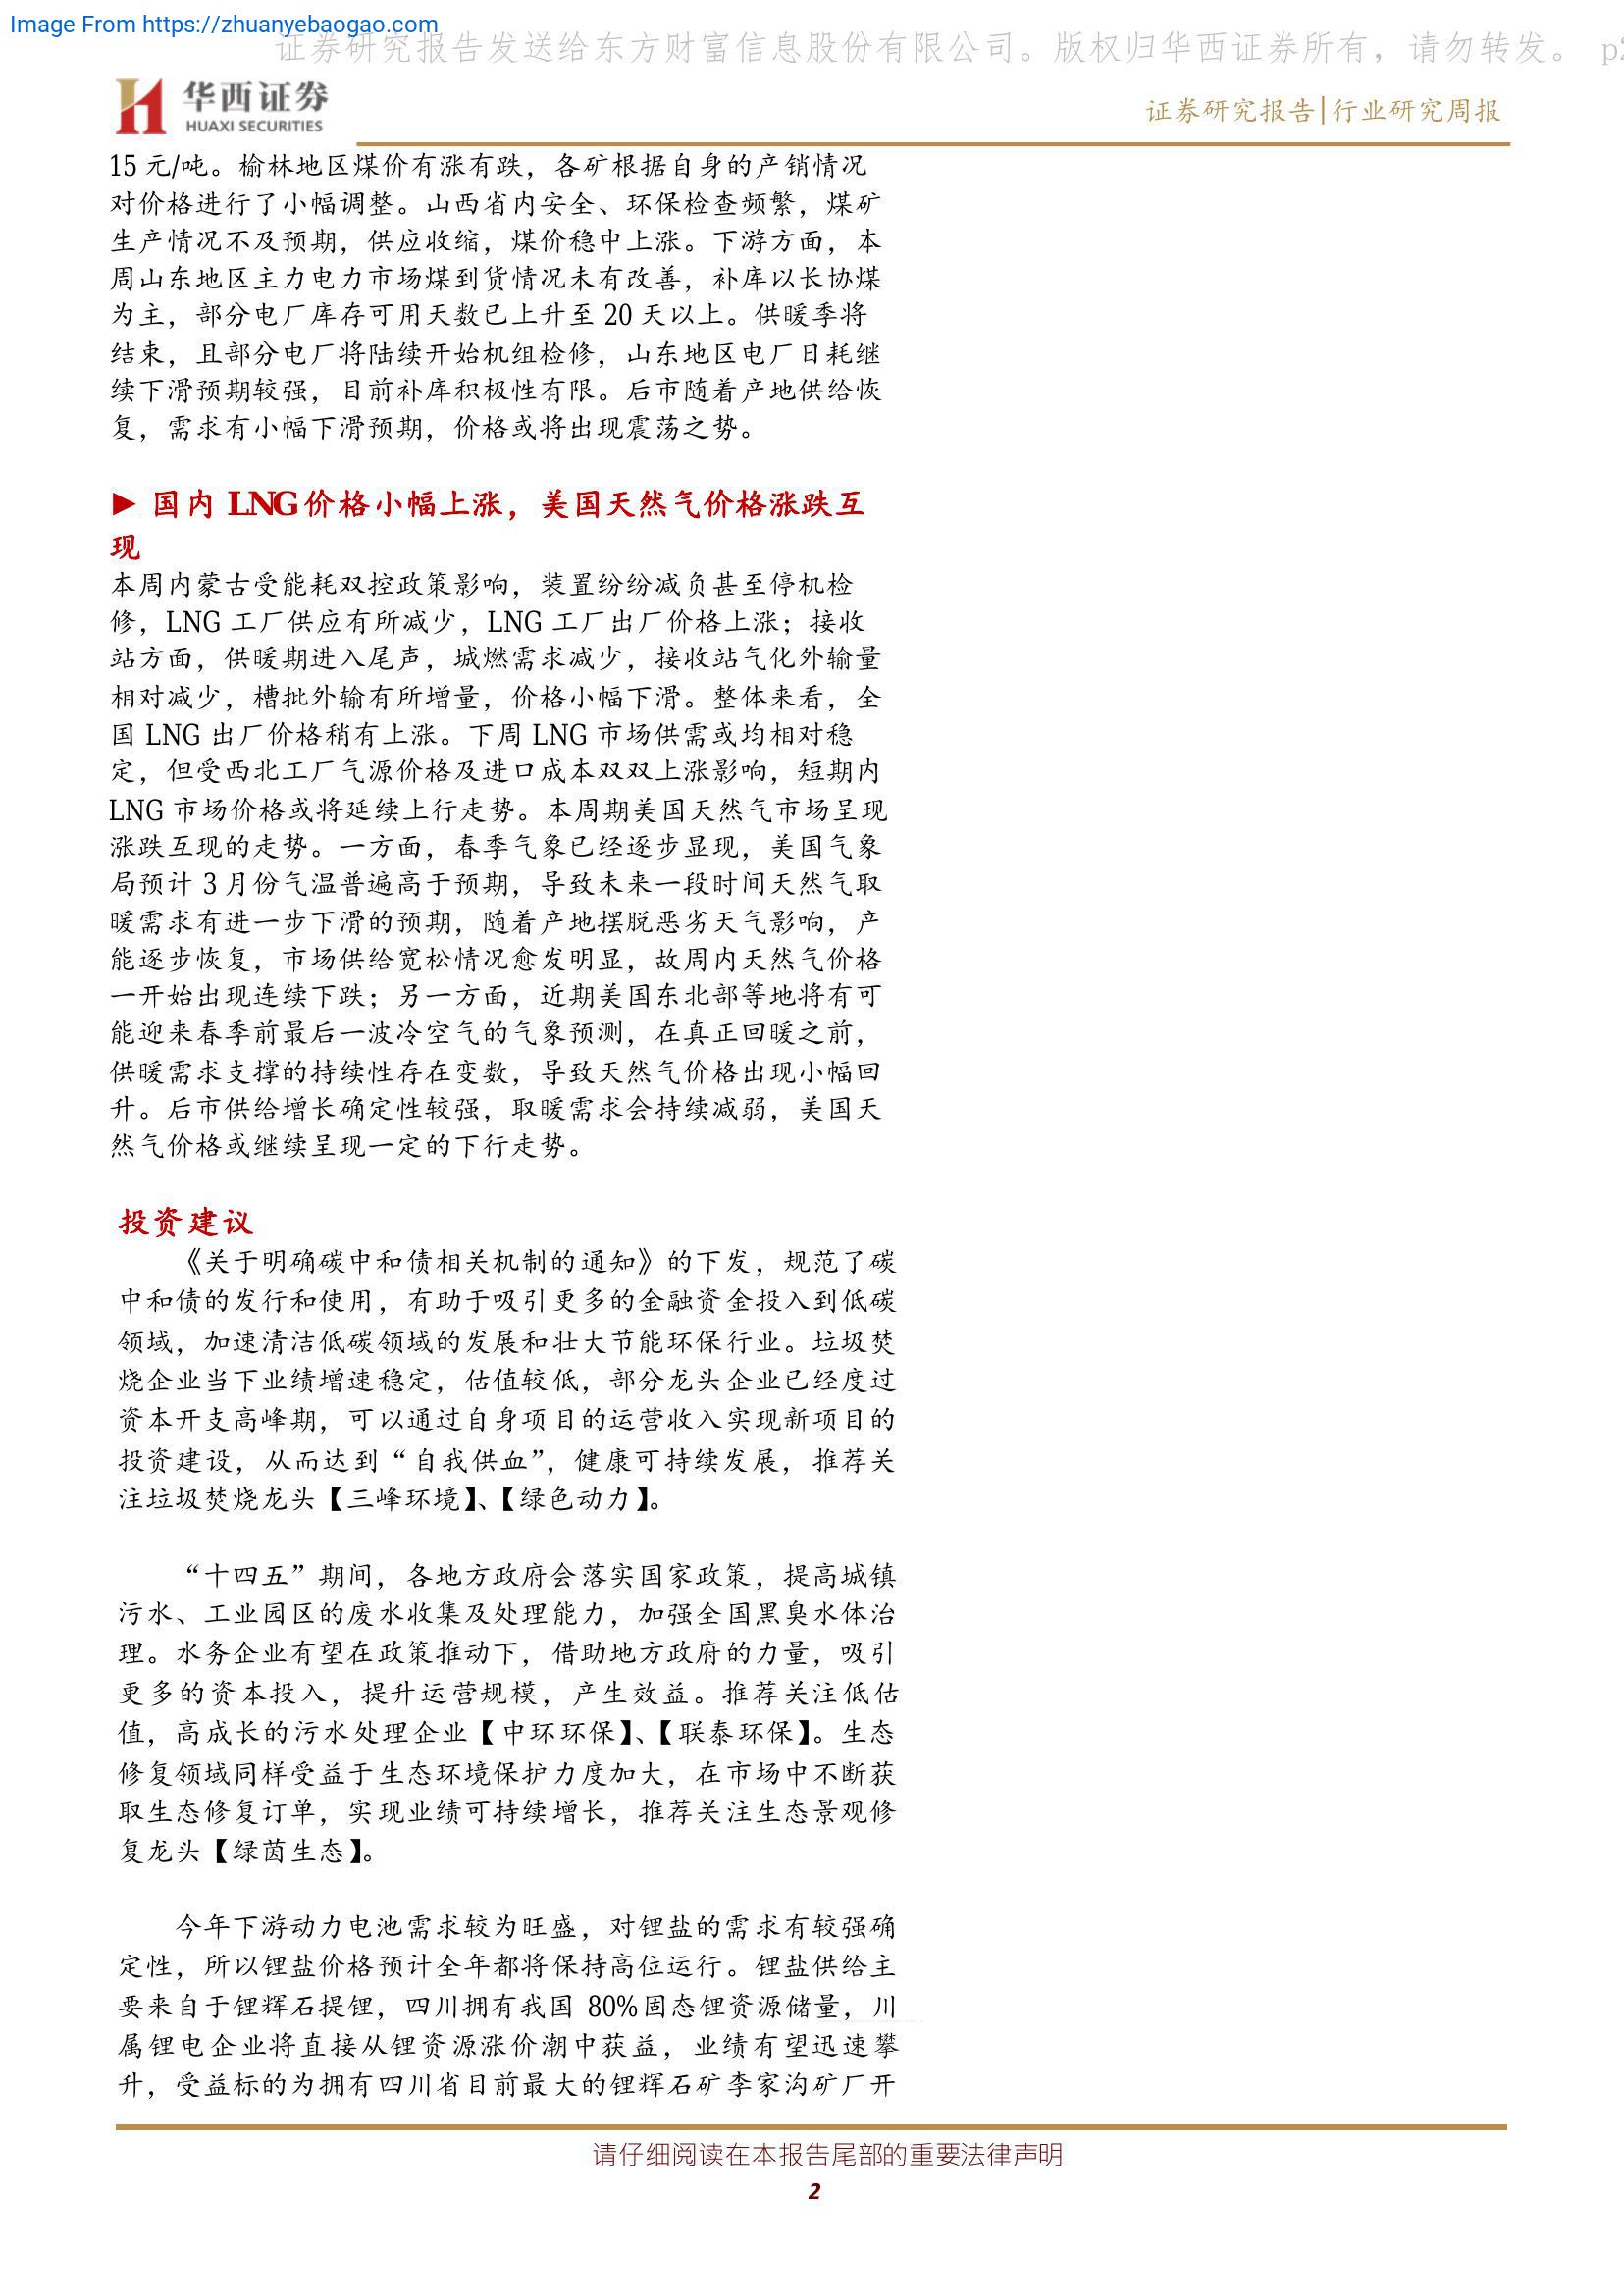 Image From https://zhuanyebaogao.com
证券研究报告发送给东方财富信息股份有限公司。版权归华西证券所有，请勿转发。 p2
华西证券
HUAXI SECURITIES
证券研究报告|行业研究周报
15 元/吨。榆林地区煤价有涨有跌，各矿根据自身的产销情况
对价格进行了小幅调整。山西省内安全、环保检查频繁，煤矿
生产情况不及预期，供应收缩，煤价稳中上涨。下游方面，本
周山东地区主力电力市场煤到货情况未有改善，补库以长协煤
为主，部分电厂库存可用天数已上升至 20 天以上。供暖季将
结束，且部分电厂将陆续开始机组检修，山东地区电厂日耗继
续下滑预期较强，目前补库积极性有限。后市随着产地供给恢
复，需求有小幅下滑预期，价格或将出现震荡之势。
► 国内 LNG 价格小幅上涨，美国天然气价格涨跌互
现
本周内蒙古受能耗双控政策影响，装置纷纷减负甚至停机检
修，LNG 工厂供应有所减少，LNG 工厂出厂价格上涨；接收
站方面，供暖期进入尾声，城燃需求减少，接收站气化外输量
相对减少，槽批外输有所增量，价格小幅下滑。整体来看，全
国 LNG 出厂价格稍有上涨。下周 LNG 市场供需或均相对稳
定，但受西北工厂气源价格及进口成本双双上涨影响，短期内
LNG 市场价格或将延续上行走势。本周期美国天然气市场呈现
涨跌互现的走势。一方面，春季气象已经逐步显现，美国气象
局预计 3 月份气温普遍高于预期，导致未来一段时间天然气取
暖需求有进一步下滑的预期，随着产地摆脱恶劣天气影响，产
能逐步恢复，市场供给宽松情况愈发明显，故周内天然气价格
一开始出现连续下跌；另一方面，近期美国东北部等地将有可
能迎来春季前最后一波冷空气的气象预测，在真正回暖之前，
供暖需求支撑的持续性存在变数，导致天然气价格出现小幅回
升。后市供给增长确定性较强，取暖需求会持续减弱，美国天
然气价格或继续呈现一定的下行走势。
投资建议
《关于明确碳中和债相关机制的通知》的下发，规范了碳
中和债的发行和使用，有助于吸引更多的金融资金投入到低碳
领域，加速清洁低碳领域的发展和壮大节能环保行业。垃圾焚
烧企业当下业绩增速稳定，估值较低，部分龙头企业已经度过
资本开支高峰期，可以通过自身项目的运营收入实现新项目的
投资建设，从而达到“自我供血”，健康可持续发展，推荐关
注垃圾焚烧龙头【三峰环境】、【绿色动力】。
“十四五”期间，各地方政府会落实国家政策，提高城镇
污水、工业园区的废水收集及处理能力，加强全国黑臭水体治
理。水务企业有望在政策推动下，借助地方政府的力量，吸引
更多的资本投入，提升运营规模，产生效益。推荐关注低估
值，高成长的污水处理企业【中环环保】、【联泰环保】。生态
修复领域同样受益于生态环境保护力度加大，在市场中不断获
取生态修复订单，实现业绩可持续增长，推荐关注生态景观修
复龙头【绿茵生态】。
今年下游动力电池需求较为旺盛，对锂盐的需求有较强确
定性，所以锂盐价格预计全年都将保持高位运行。锂盐供给主
要来自于锂辉石提锂，四川拥有我国 80%固态锂资源储量，川
属锂电企业将直接从锂资源涨价潮中获益，业绩有望迅速攀
升，受益标的为拥有四川省目前最大的锂辉石矿李家沟矿厂开
请仔细阅读在本报告尾部的重要法律声明
2